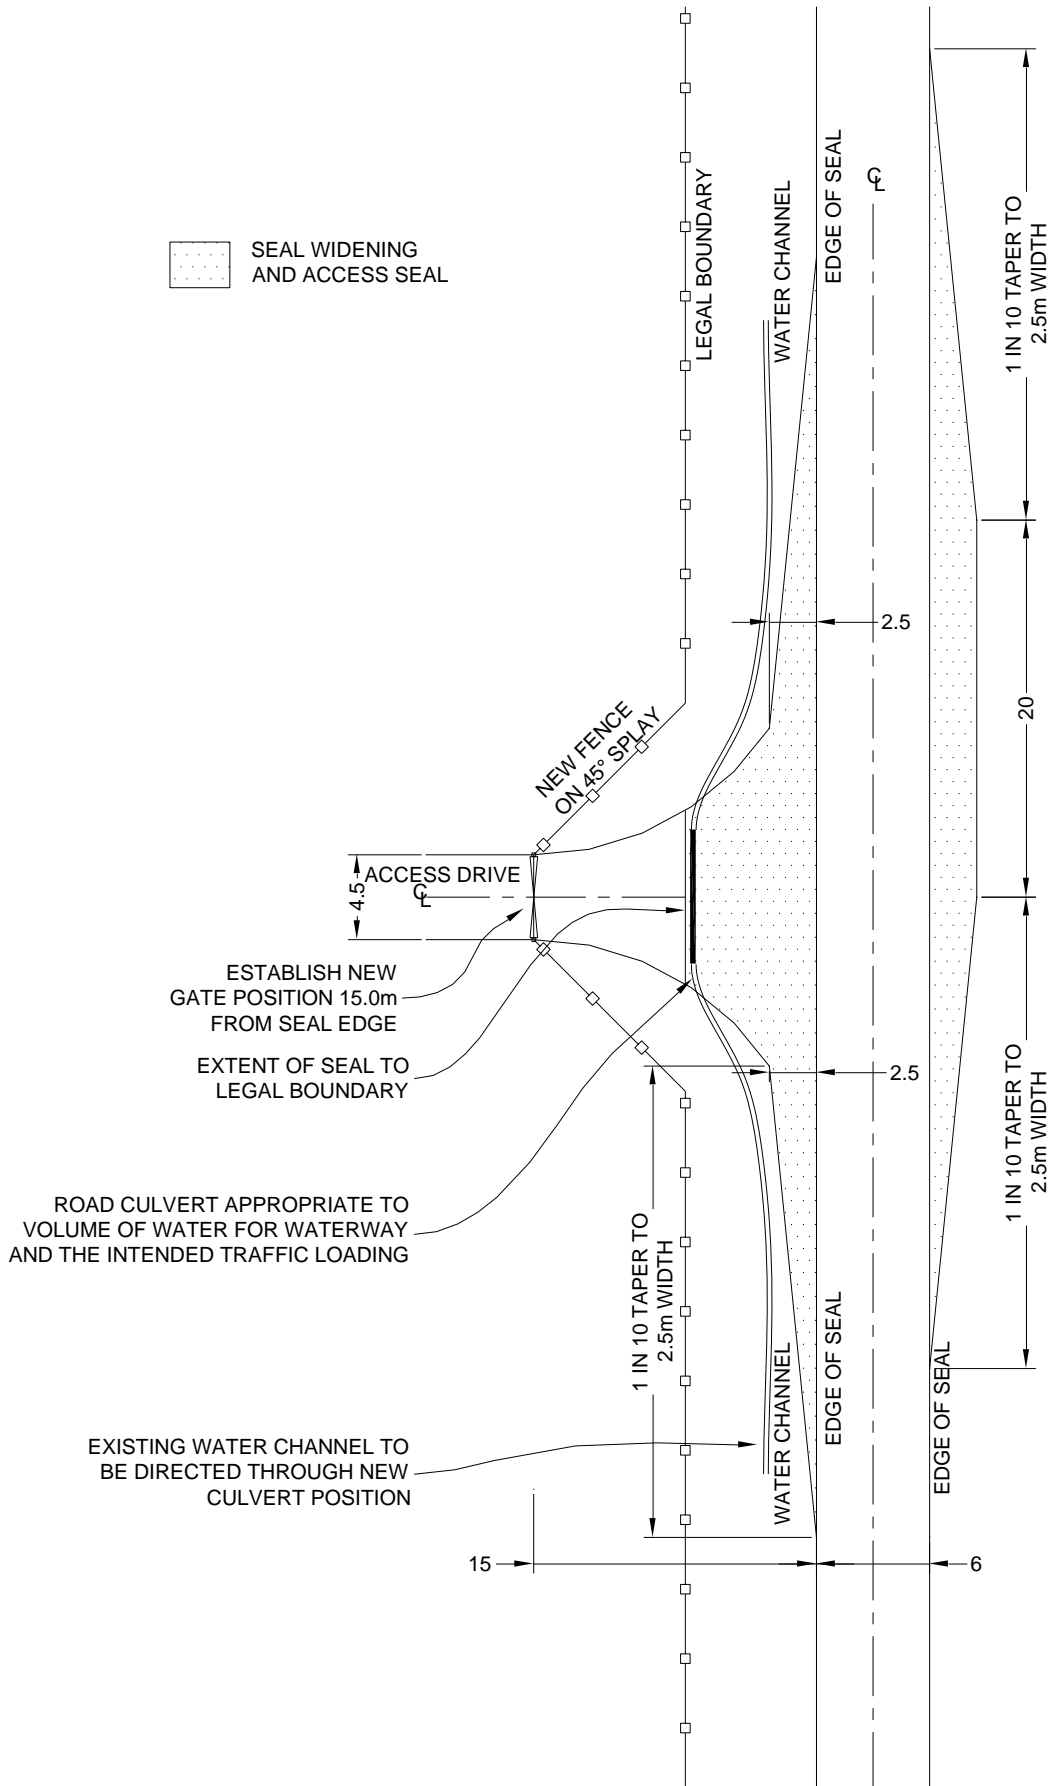 SEAL WIDENING
AND ACCESS SEAL
LEGAL BOUNDARY
WATER CHANNEL
EDGE OF SEAL
℄
1 IN 10 TAPER TO
2.5m WIDTH
2.5
20
NEW FENCE
ON 45° SPLAY
ACCESS DRIVE
℄
4.5
ESTABLISH NEW
GATE POSITION 15.0m
FROM SEAL EDGE
EXTENT OF SEAL TO
LEGAL BOUNDARY
2.5
1 IN 10 TAPER TO
2.5m WIDTH
ROAD CULVERT APPROPRIATE TO
VOLUME OF WATER FOR WATERWAY
AND THE INTENDED TRAFFIC LOADING
1 IN 10 TAPER TO
2.5m WIDTH
EDGE OF SEAL
WATER CHANNEL
EDGE OF SEAL
EXISTING WATER CHANNEL TO
BE DIRECTED THROUGH NEW
CULVERT POSITION
15
6